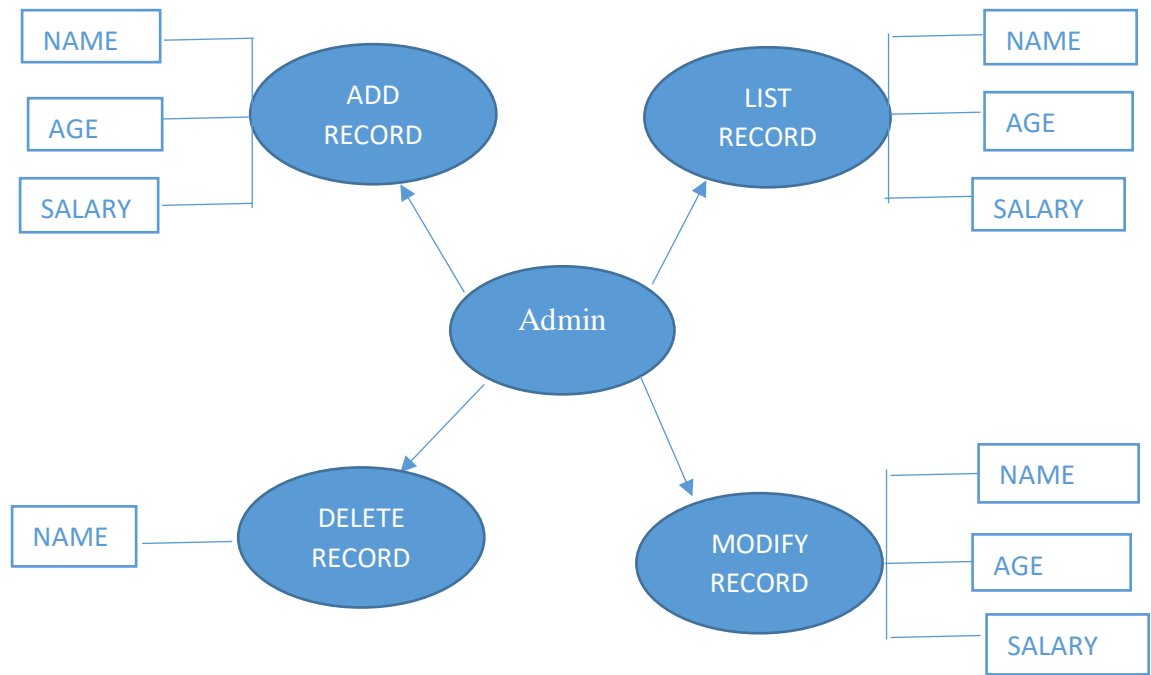 NAME
AGE
SALARY
ADD
RECORD
LIST
RECORD
NAME
AGE
SALARY
Admin
NAME
DELETE
RECORD
MODIFY
RECORD
NAME
AGE
SALARY